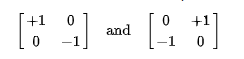 [ +1 0 ] and [ 0 +1 ]
[ 0 −1 ] [ −1 0 ]